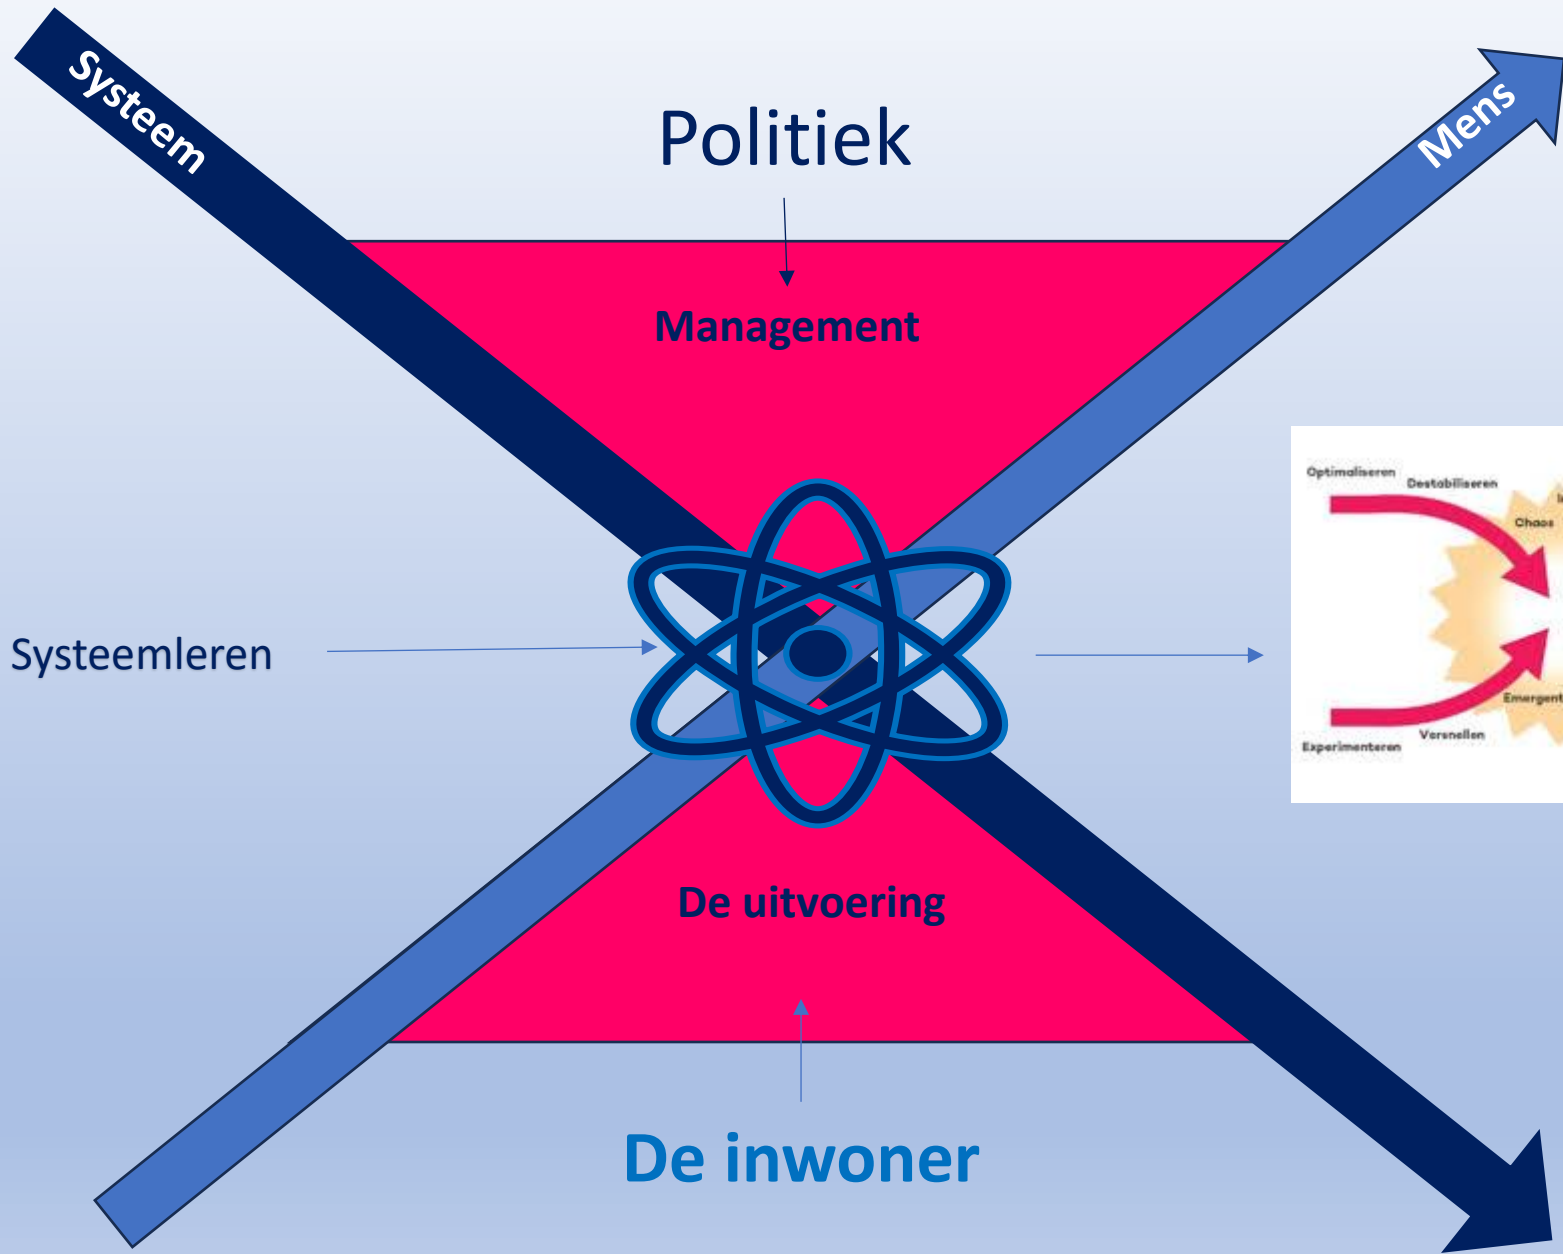 Systeem
Mens
Politiek
Management
Optimaliseren
Destabiliseren
Chaos
Systeemleren
Emergent
Versnellen
Experimenteren
De uitvoering
De inwoner